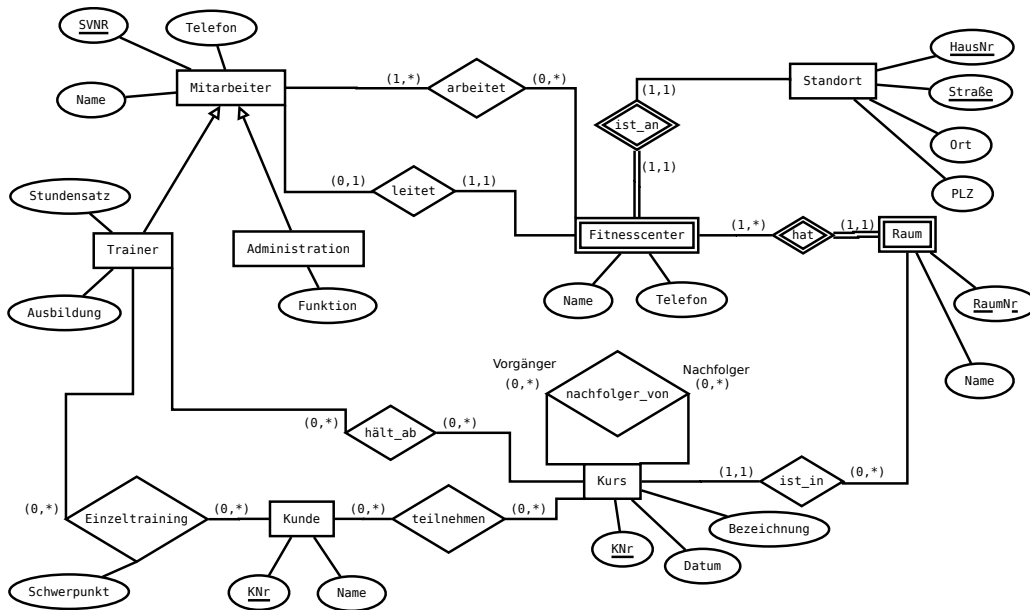 SVNR
Telefon
Name
Mitarbeiter
(1,*)
arbeitet
(0,*)
(1,1)
Standort
HausNr
Straße
Ort
PLZ
ist_an
(1,1)
(0,1)
leitet
(1,1)
Stundensatz
Trainer
Ausbildung
Administration
Funktion
Fitnesscenter
Name
Telefon
(1,*)
hat
(1,1)
Raum
RaumNr
Name
Vorgänger
(0,*)
nachfolger_von
Nachfolger
(0,*)
(0,*)
hält_ab
(0,*)
Kurs
(1,1)
ist_in
(0,*)
(0,*)
Einzeltraining
(0,*)
Kunde
(0,*)
teilnehmen
(0,*)
Bezeichnung
KNr
Datum
Schwerpunkt
KNr
Name